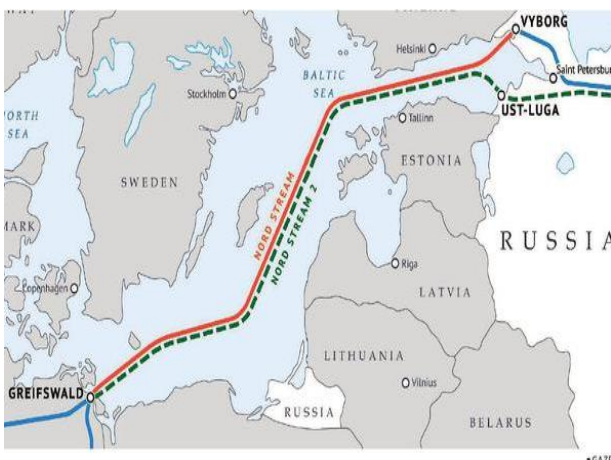 VYBORG
Helsinki
Saint Petersbur
BALTIC
SEA
Stockholm
UST-LUGA
ORTH
SEA
Tallinn
ESTONIA
SWEDEN
NORD STREAM
NORD STREAM 2
MARK
RUSSIA
Riga
Copenhagen
LATVIA
LITHUANIA
GREIFSWALD
Vilnius
RUSSIA
BELARUS